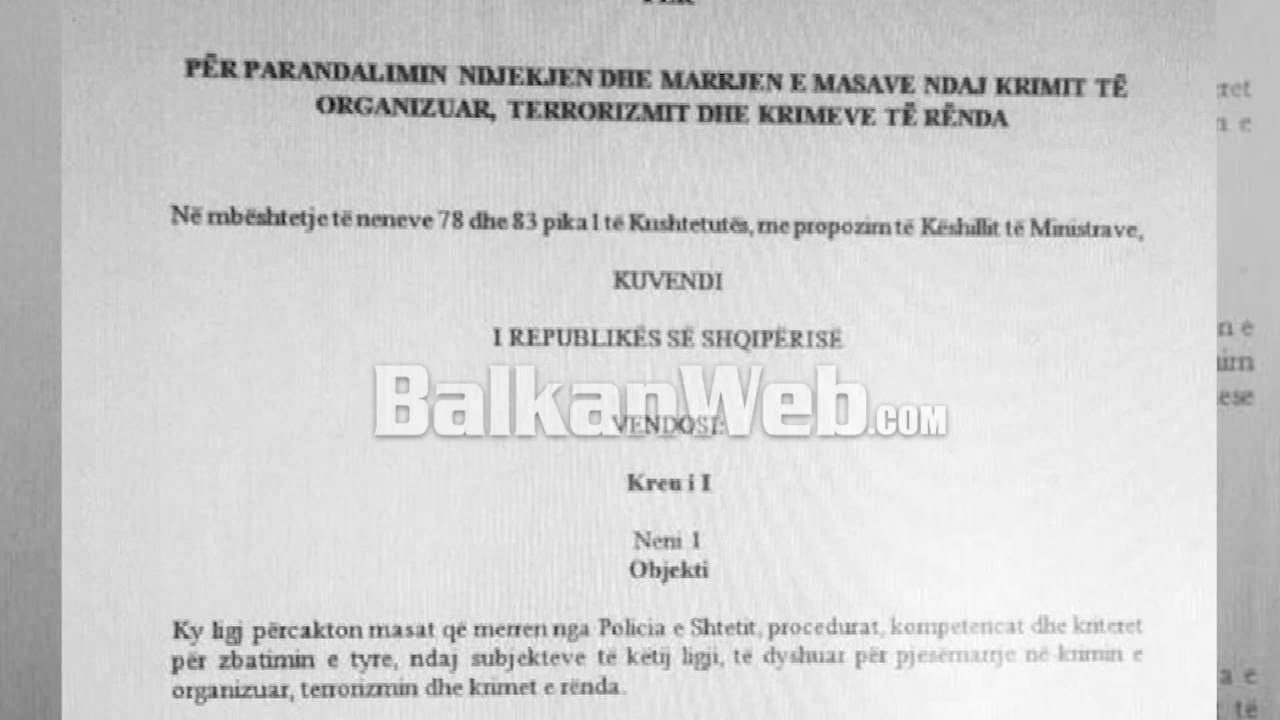 PËR
PËR PARANDALIMIN NDJEKJEN DHE MARRJEN E MASAVE NDAJ KRIMIT TË
ORGANIZUAR, TERRORIZMIT DHE KRIMEVE TË RËNDA
Në mbështetje të neneve 78 dhe 83 pika 1 të Kushtetutës, me propozim të Këshillit të Ministrave,
KUVENDI
I REPUBLIKËS SË SHQIPËRISË
BalkanWeb.COM
VENDOSI:
Kreu i I
Neni 1
Objekti
Ky ligj përcakton masat që merren nga Policia e Shtetit, procedurat, kompetencat dhe kriteret
për zbatimin e tyre, ndaj subjekteve të këtij ligji, të dyshuar për pjesëmarrje në krimin e
organizuar, terrorizmin dhe krimet e rënda.